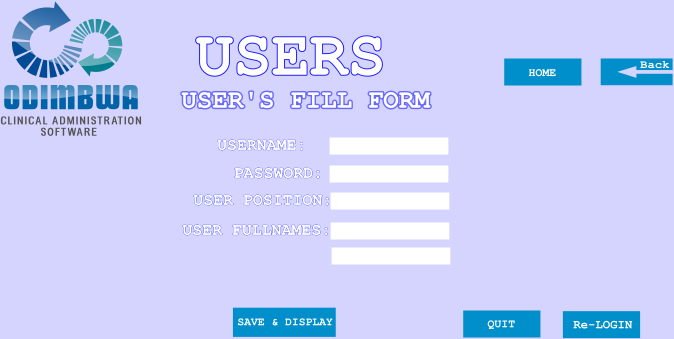 USERS
HOME
Back
ODIMBWA
USER'S FILL FORM
CLINICAL ADMINISTRATION
SOFTWARE
USERNAME:
PASSWORD:
USER POSITION:
USER FULLNAMES:
SAVE & DISPLAY
QUIT
Re-LOGIN